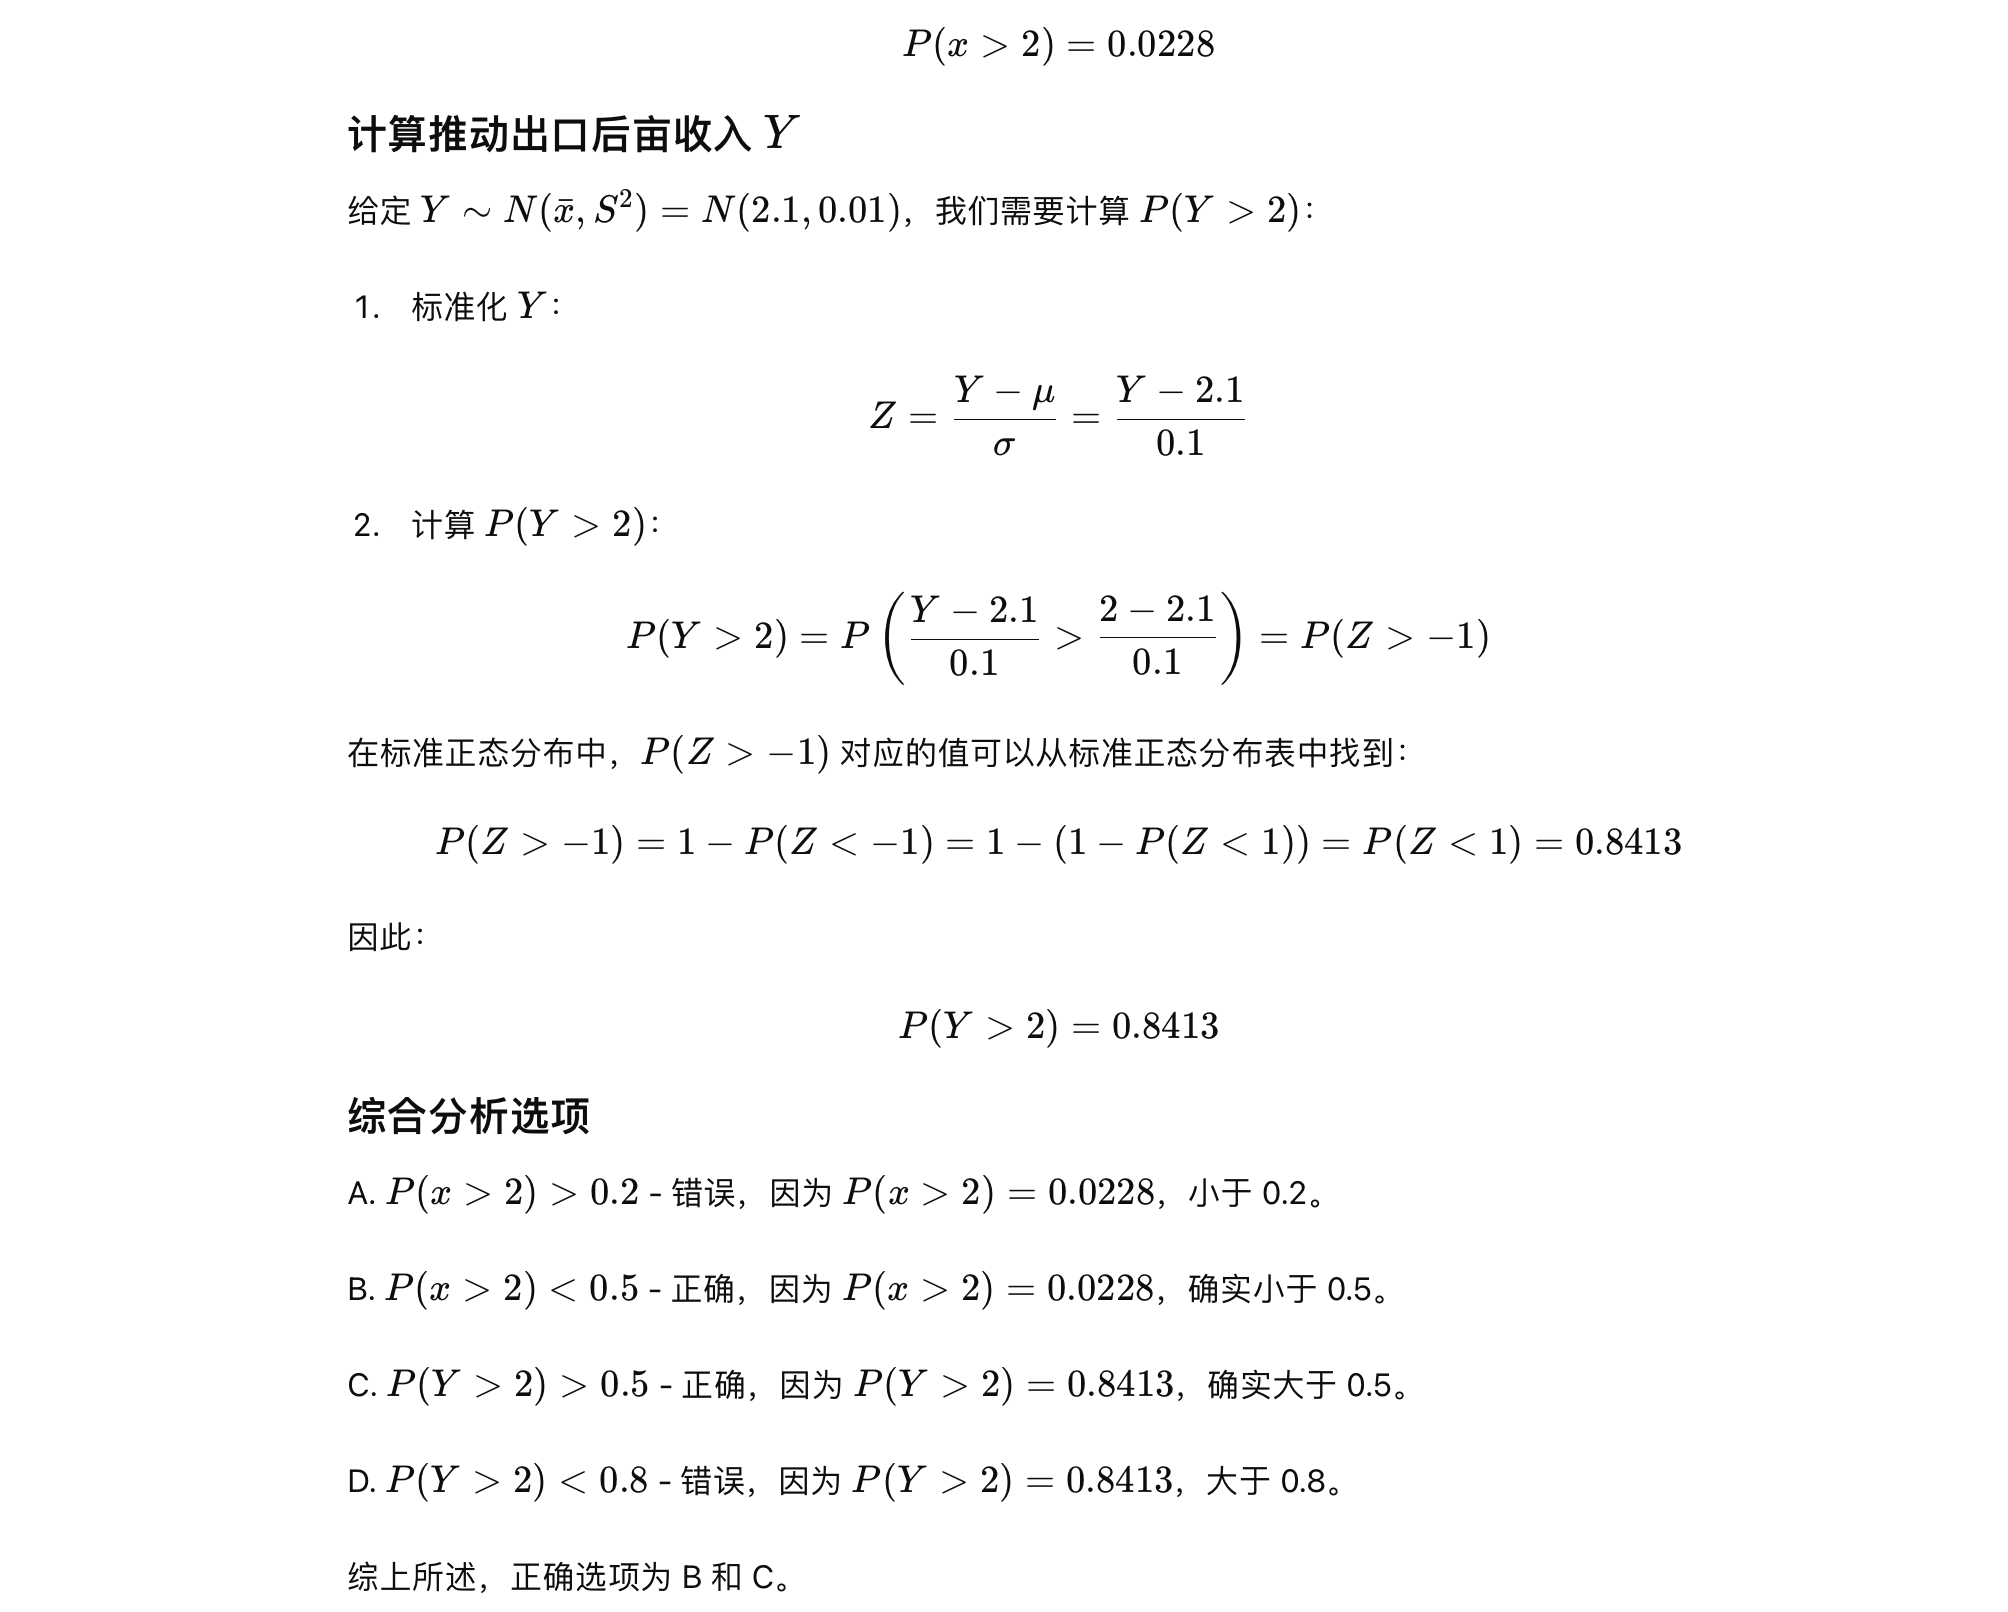 P(x > 2) = 0.0228
计算推动出口后亩收入 Y
给定 Y ∼ N(x̄, S²) = N(2.1, 0.01)，我们需要计算 P(Y > 2)：
1. 标准化 Y：
Z = \frac{Y − μ}{σ} = \frac{Y − 2.1}{0.1}
2. 计算 P(Y > 2)：
P(Y > 2) = P\left(\frac{Y − 2.1}{0.1} > \frac{2 − 2.1}{0.1}\right) = P(Z > −1)
在标准正态分布中，P(Z > −1) 对应的值可以从标准正态分布表中找到：
P(Z > −1) = 1 − P(Z < −1) = 1 − (1 − P(Z < 1)) = P(Z < 1) = 0.8413
因此：
P(Y > 2) = 0.8413
综合分析选项
A. P(x > 2) > 0.2 - 错误，因为 P(x > 2) = 0.0228，小于 0.2。
B. P(x > 2) < 0.5 - 正确，因为 P(x > 2) = 0.0228，确实小于 0.5。
C. P(Y > 2) > 0.5 - 正确，因为 P(Y > 2) = 0.8413，确实大于 0.5。
D. P(Y > 2) < 0.8 - 错误，因为 P(Y > 2) = 0.8413，大于 0.8。
综上所述，正确选项为 B 和 C。